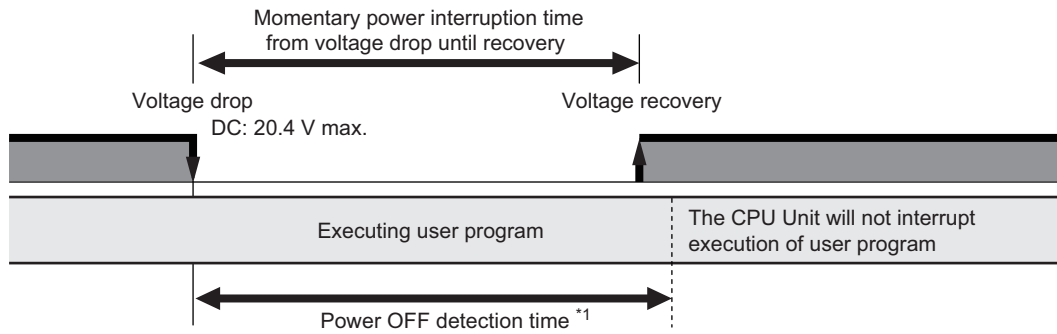 Momentary power interruption time
from voltage drop until recovery
Voltage drop
Voltage recovery
DC: 20.4 V max.
Executing user program
The CPU Unit will not interrupt
execution of user program
Power OFF detection time *1